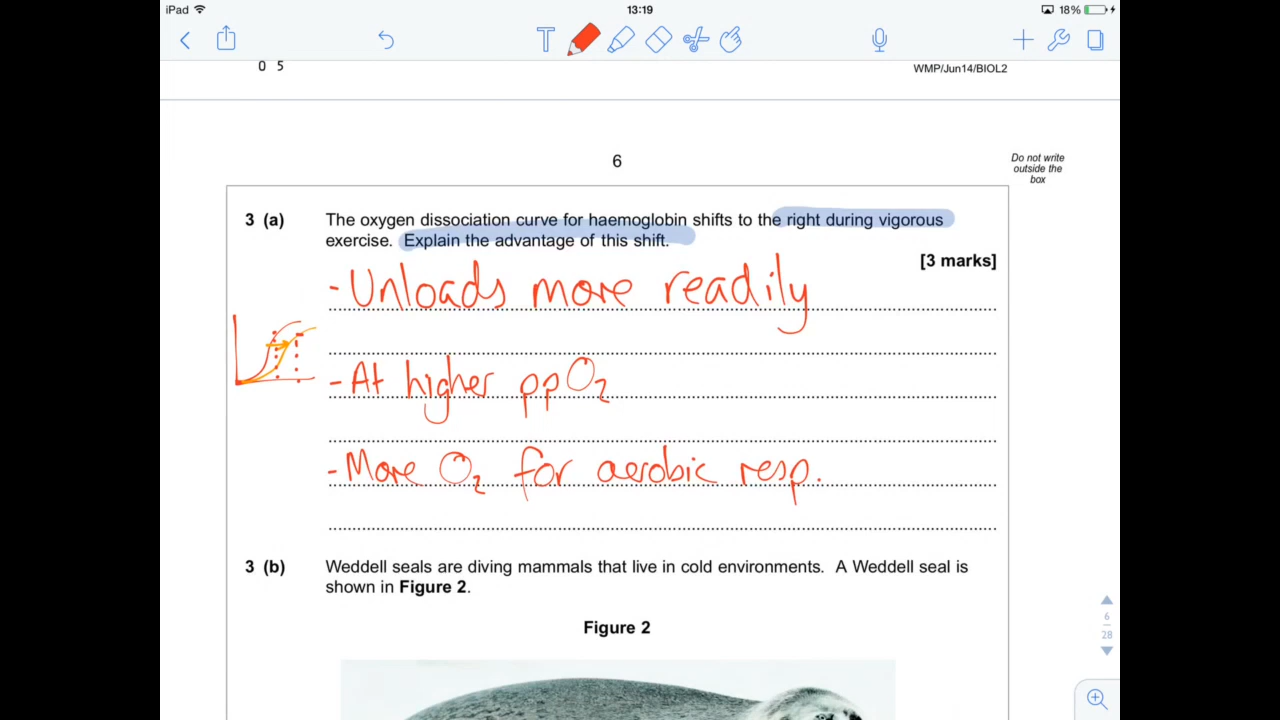 iPad 13:19 18%
T
0 5 WMP/Jun14/BIOL2
6
Do not write
outside the
box
3 (a) The oxygen dissociation curve for haemoglobin shifts to the right during vigorous
exercise. Explain the advantage of this shift.
[3 marks]
- Unloads more readily
- At higher ppO₂
- More O₂ for aerobic resp.
3 (b) Weddell seals are diving mammals that live in cold environments. A Weddell seal is
shown in Figure 2.
6
28
Figure 2